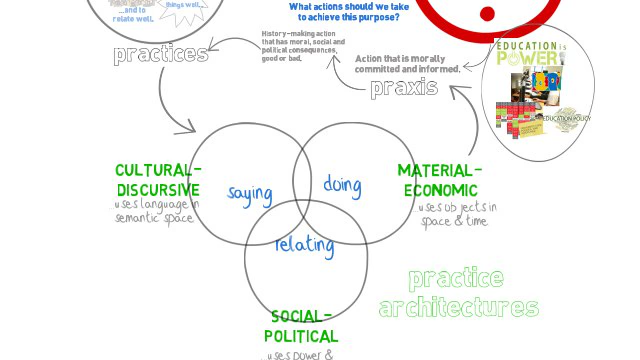 ...and to
relate well.
things well.
What actions should we take
to achieve this purpose?
History-making action
that has moral, social and
political consequences,
good or bad.
Action that is morally
committed and informed.
practices
praxis
EDUCATION is
POWER
EDUCATION POLICY
CULTURAL-
DISCURSIVE
...uses language in
semantic space
saying
doing
relating
MATERIAL-
ECONOMIC
...uses objects in
space & time
practice
architectures
SOCIAL-
POLITICAL
...uses power &